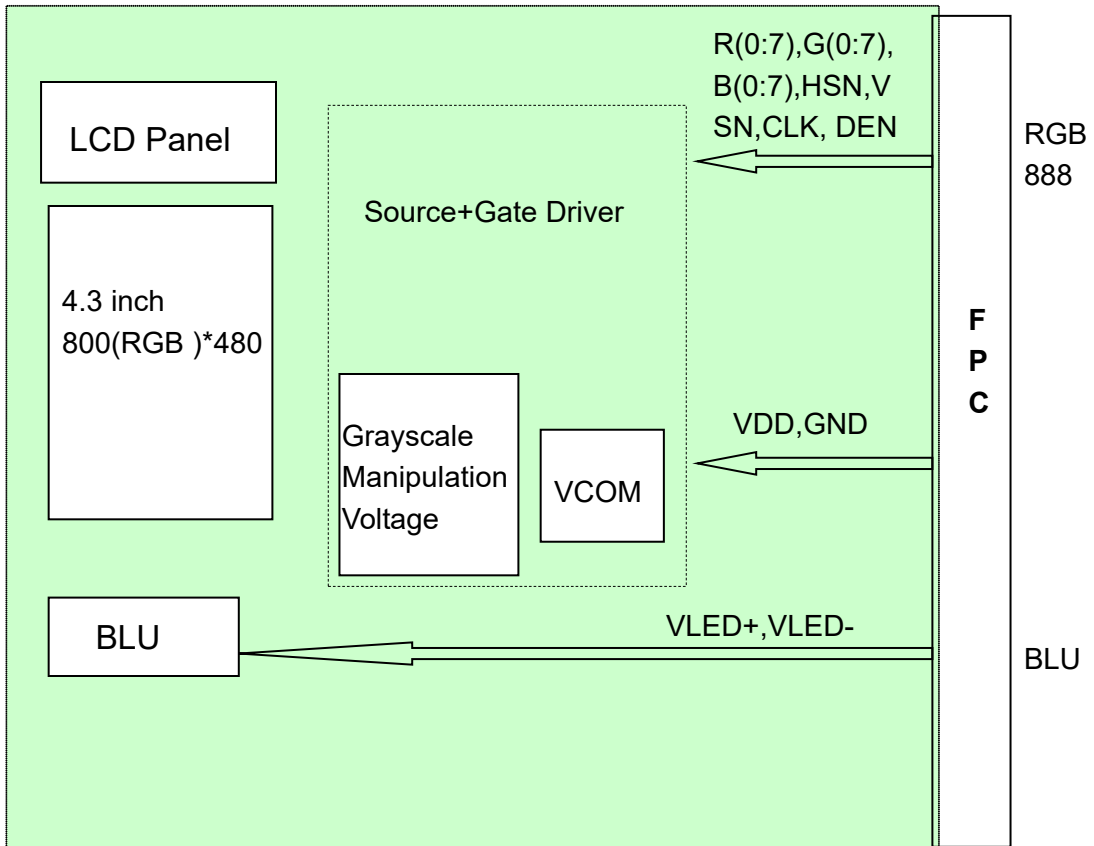 R(0:7),G(0:7),
B(0:7),HSN,V
SN,CLK, DEN
RGB
888
LCD Panel
Source+Gate Driver
4.3 inch
800(RGB )*480
F
P
C
VDD,GND
Grayscale
Manipulation
Voltage
VCOM
VLED+,VLED-
BLU
BLU